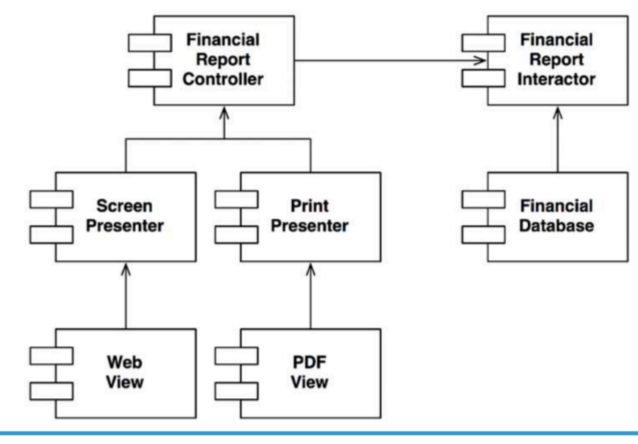 Financial
Report
Controller
Financial
Report
Interactor
Screen
Presenter
Print
Presenter
Financial
Database
Web
View
PDF
View